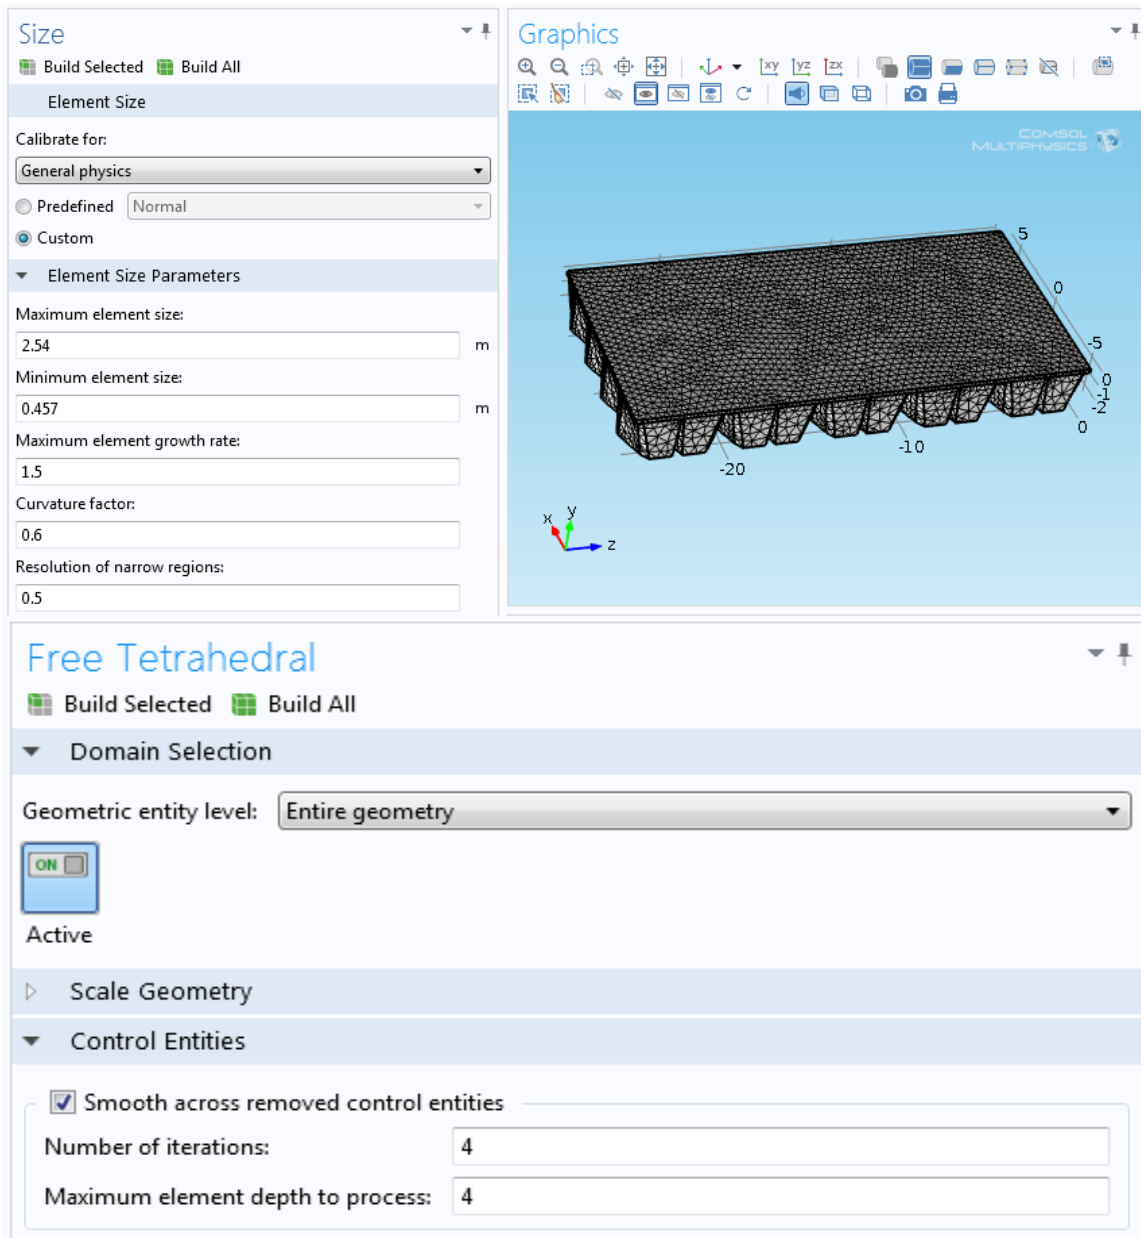 Size
Build Selected Build All
Element Size
Calibrate for:
General physics
Predefined Normal
Custom
Element Size Parameters
Maximum element size:
2.54 m
Minimum element size:
0.457 m
Maximum element growth rate:
1.5
Curvature factor:
0.6
Resolution of narrow regions:
0.5
Graphics
xy yz zx
COMSOL
MULTIPHYSICS
5
0
-5
0
-1
-2
0
-10
-20
x y z
Free Tetrahedral
Build Selected Build All
Domain Selection
Geometric entity level: Entire geometry
ON
Active
Scale Geometry
Control Entities
Smooth across removed control entities
Number of iterations: 4
Maximum element depth to process: 4